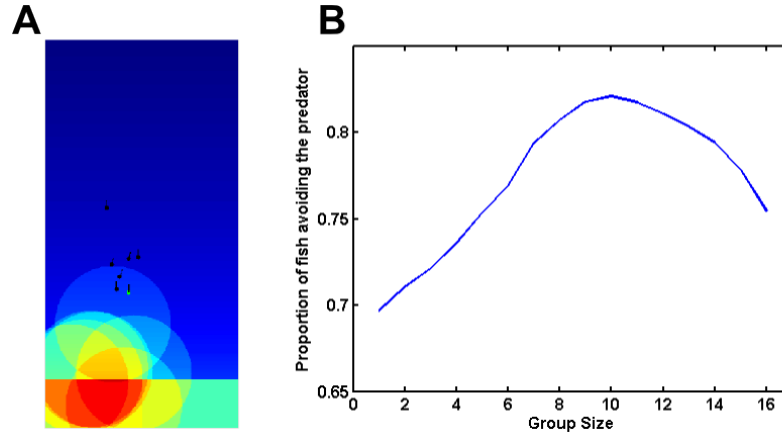 A
B
Proportion of fish avoiding the predator
0.8
0.75
0.7
0.65
0 2 4 6 8 10 12 14 16
Group Size